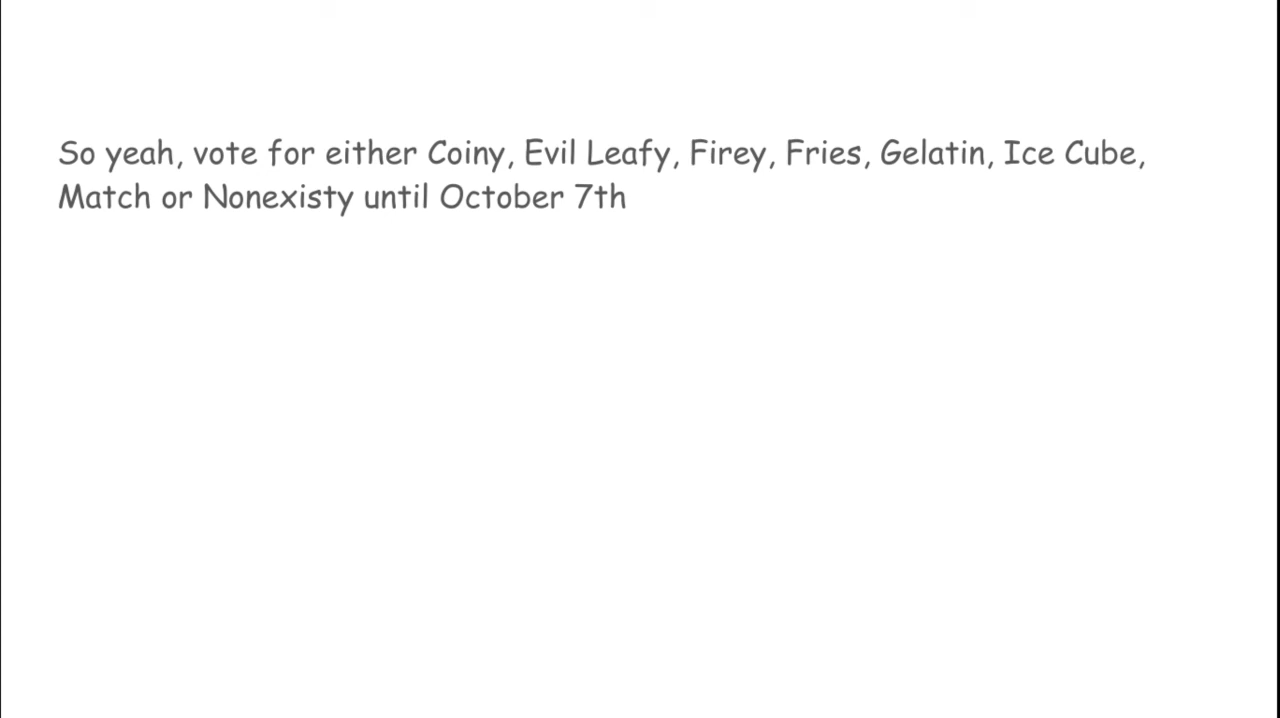 So yeah, vote for either Coiny, Evil Leafy, Firey, Fries, Gelatin, Ice Cube,
Match or Nonexisty until October 7th